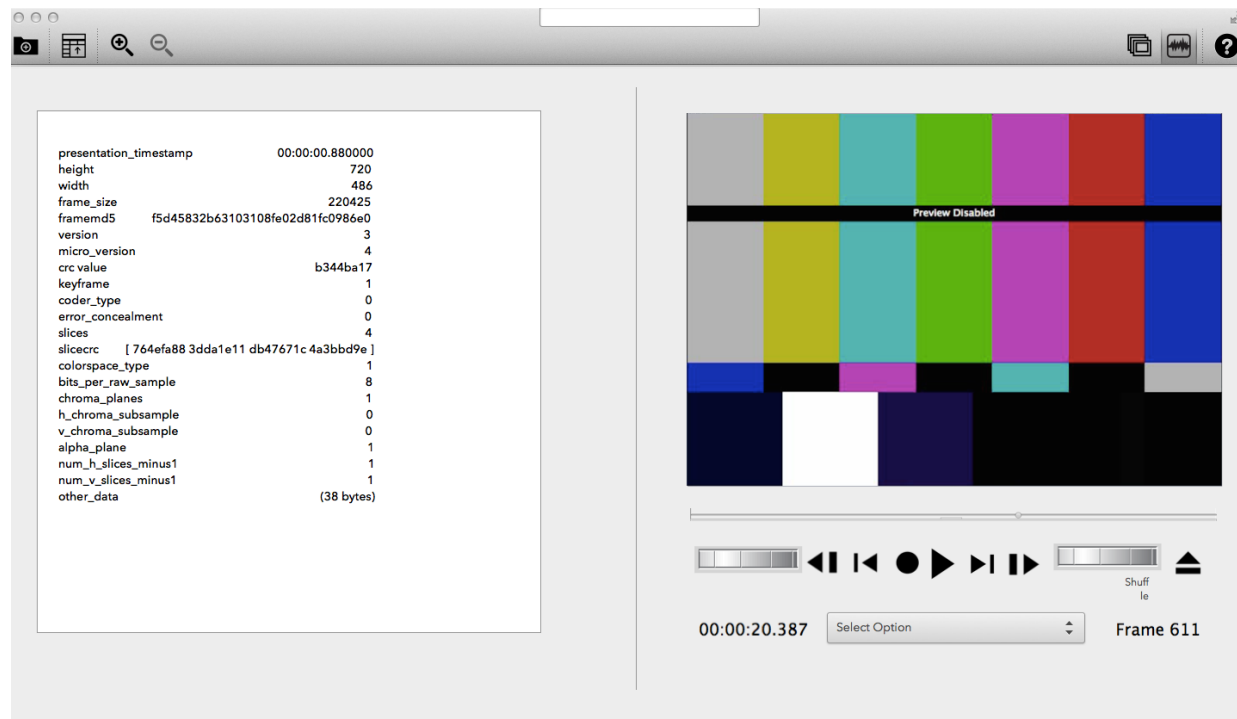 presentation_timestamp 00:00:00.880000
height 720
width 486
frame_size 220425
framemd5 f5d45832b63103108fe02d81fc0986e0
version 3
micro_version 4
crc value b344ba17
keyframe 1
coder_type 0
error_concealment 0
slices 4
slicecrc [ 764efa88 3dda1e11 db47671c 4a3bbd9e ]
colorspace_type 1
bits_per_raw_sample 8
chroma_planes 1
h_chroma_subsample 0
v_chroma_subsample 0
alpha_plane 1
num_h_slices_minus1 1
num_v_slices_minus1 1
other_data (38 bytes)
Preview Disabled
Shuff
le
00:00:20.387 Select Option Frame 611